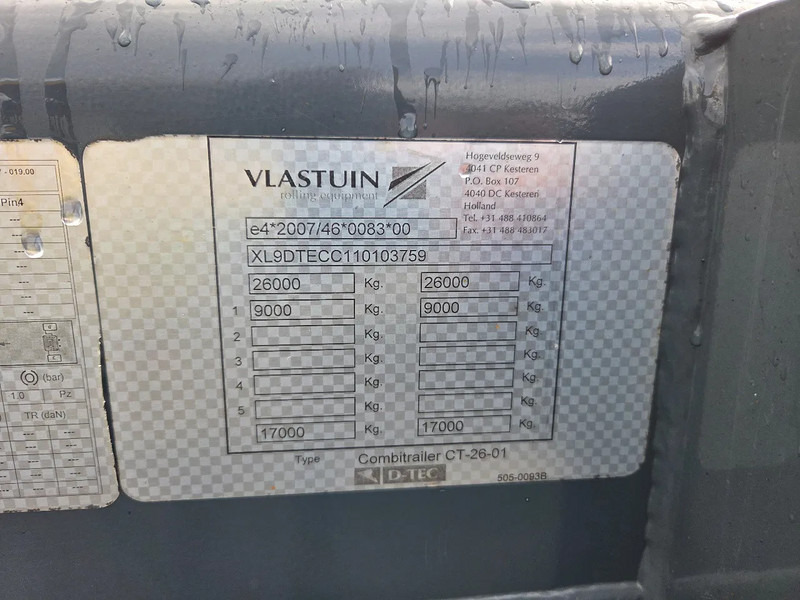 - 019.00
Pin4
---
---
---
---
---
---
(bar)
1.0 Pz
TR (daN)
--- ---
--- ---
--- ---
--- ---
VLASTUIN
rolling equipment
Hogeveldseweg 9
4041 CP Kesteren
P.O. Box 107
4040 DC Kesteren
Holland
Tel. +31 488 410864
Fax. +31 488 483017
e4*2007/46*0083*00
XL9DTECC110103759
26000 Kg. 26000 Kg.
1 9000 Kg. 9000 Kg.
2 Kg. Kg.
3 Kg. Kg.
4 Kg. Kg.
5 Kg. Kg.
17000 Kg. 17000 Kg.
Type Combitrailer CT-26-01
D-TEC
505-0093B